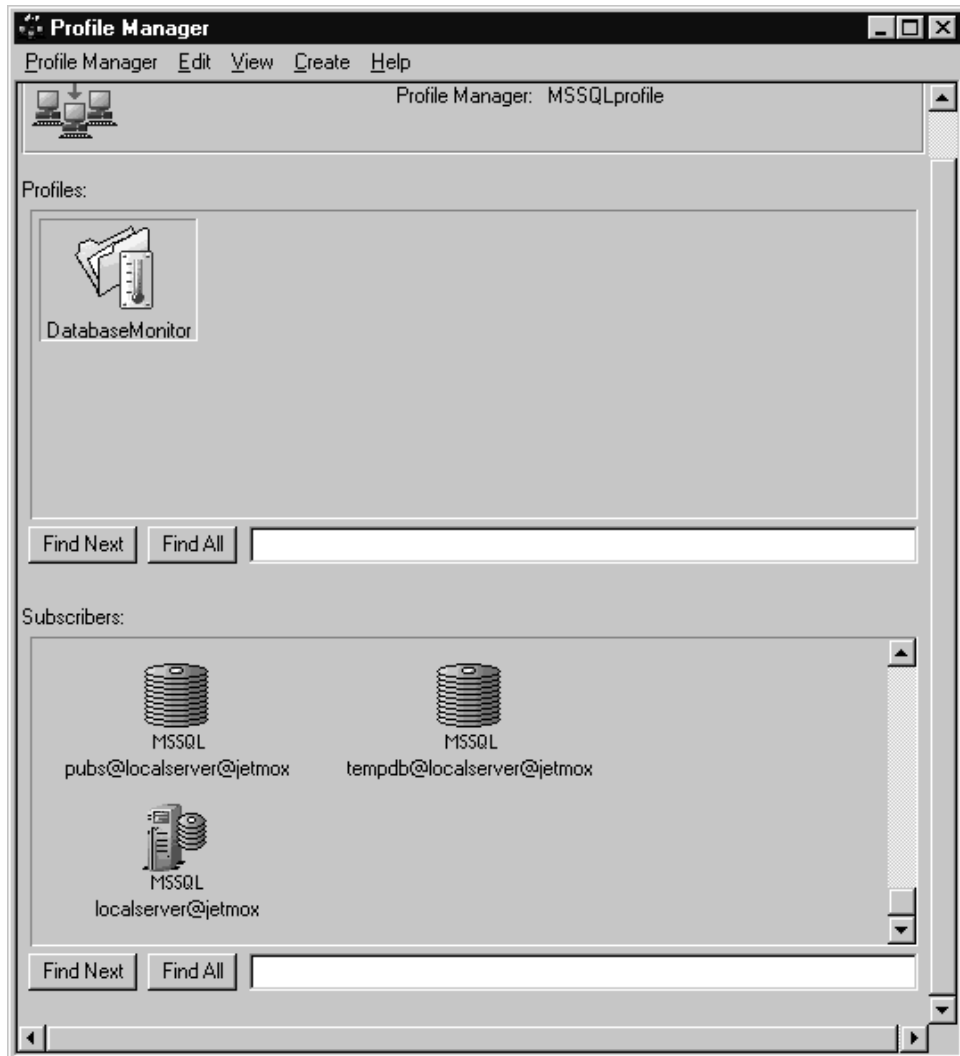 Profile Manager
Profile Manager Edit View Create Help
Profile Manager: MSSQLprofile
Profiles:
DatabaseMonitor
Find Next Find All
Subscribers:
MSSQL MSSQL
pubs@localserver@jetmox tempdb@localserver@jetmox
MSSQL
localserver@jetmox
Find Next Find All